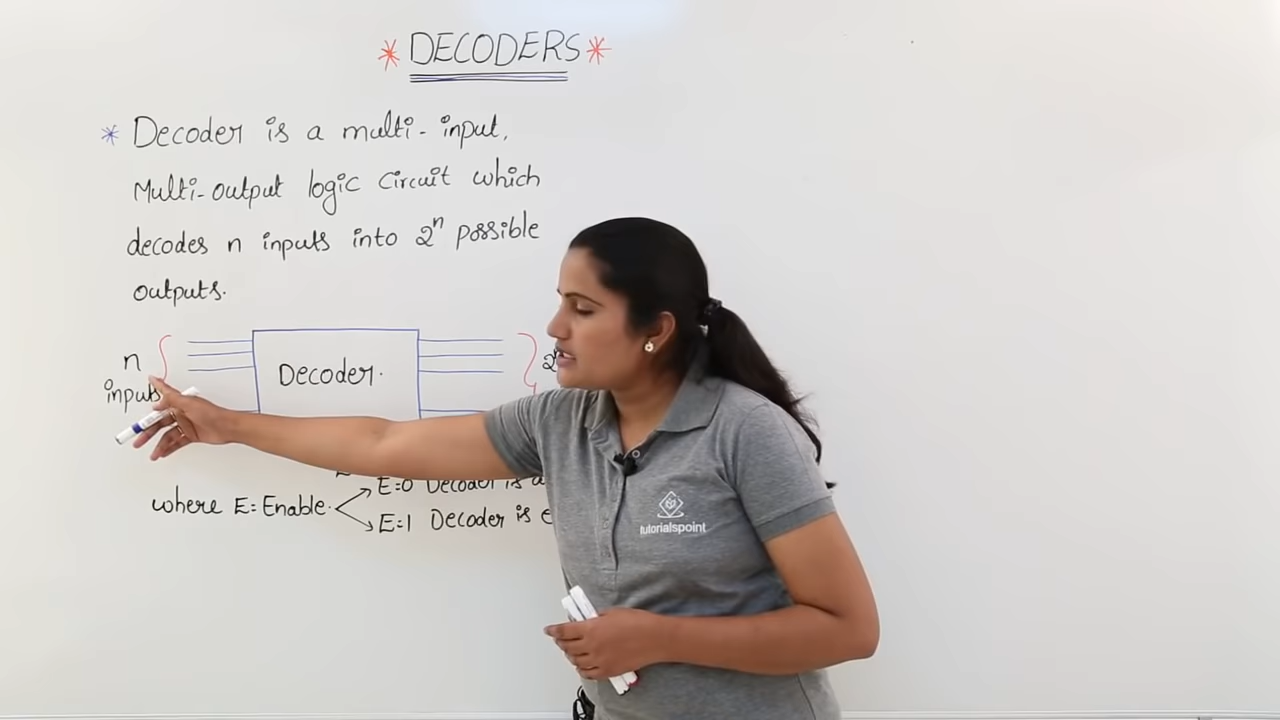 * DECODERS *
* Decoder is a multi-input,
Multi-output logic circuit which
decodes n inputs into 2ⁿ possible
outputs.
n
inputs
Decoder.
where E=Enable.
E=0 Decoder is
E=1 Decoder is
tutorialspoint